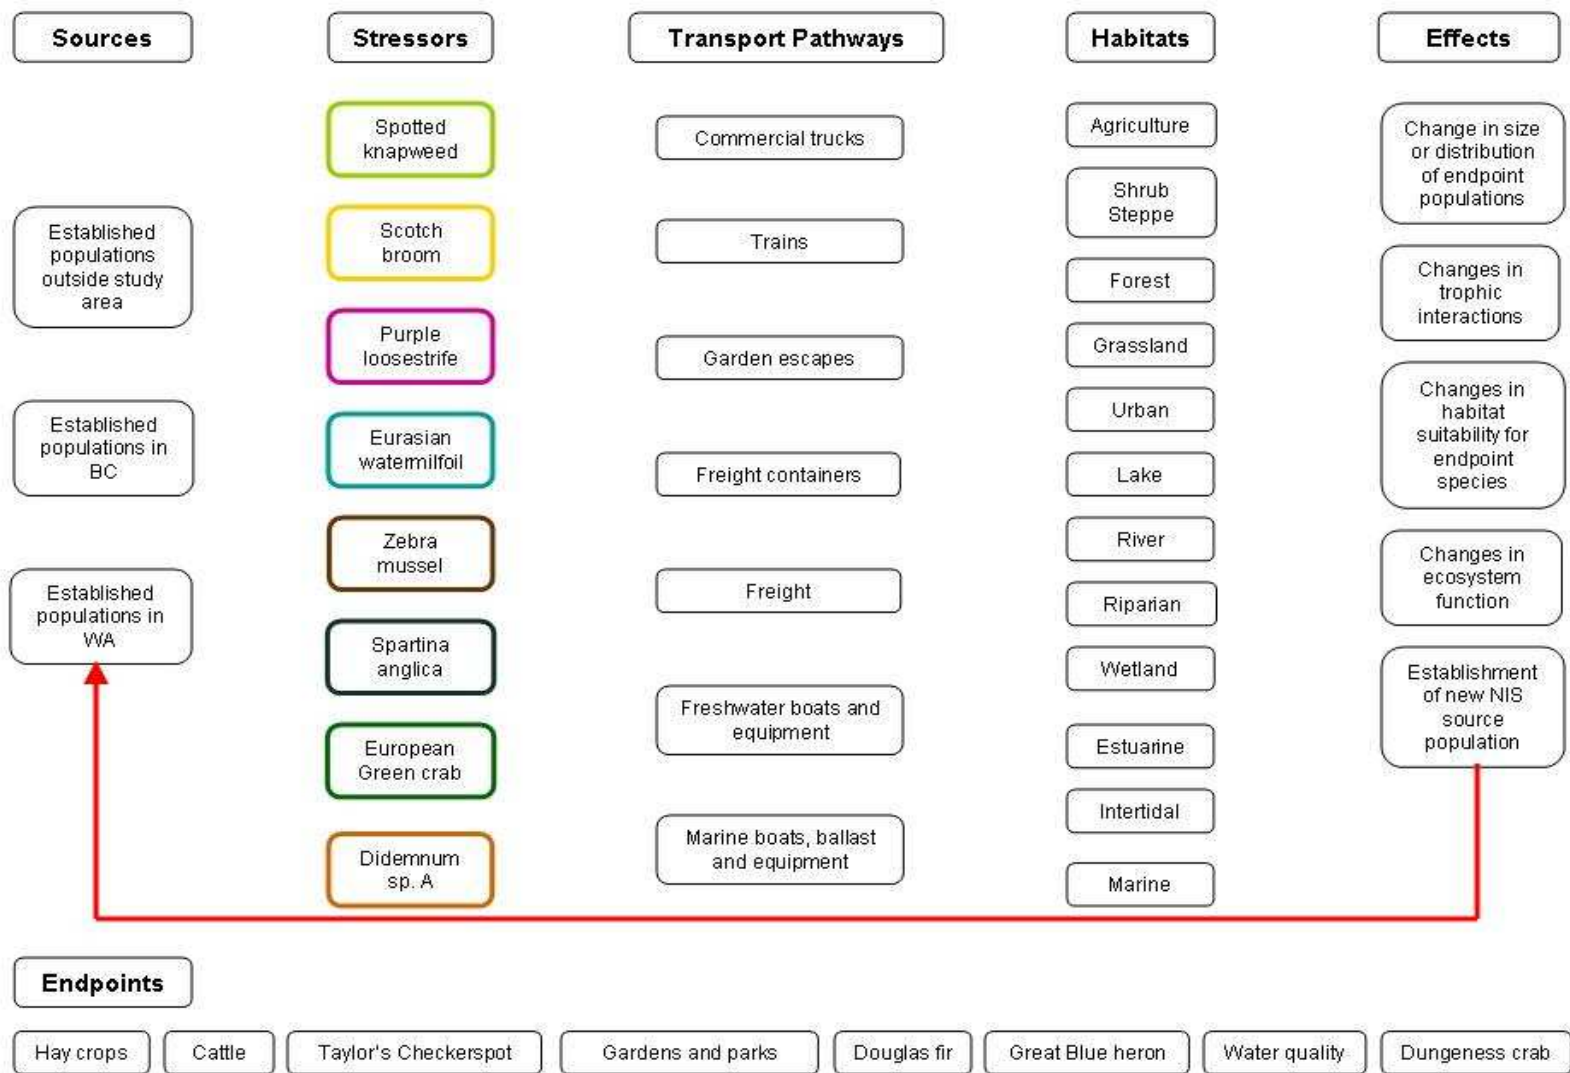 Sources
Stressors
Transport Pathways
Habitats
Effects
Established
populations
outside study
area
Established
populations in
BC
Established
populations in
WA
Spotted
knapweed
Scotch
broom
Purple
loosestrife
Eurasian
watermilfoil
Zebra
mussel
Spartina
anglica
European
Green crab
Didemnum
sp. A
Commercial trucks
Trains
Garden escapes
Freight containers
Freight
Freshwater boats and
equipment
Marine boats, ballast
and equipment
Agriculture
Shrub
Steppe
Forest
Grassland
Urban
Lake
River
Riparian
Wetland
Estuarine
Intertidal
Marine
Change in size
or distribution
of endpoint
populations
Changes in
trophic
interactions
Changes in
habitat
suitability for
endpoint
species
Changes in
ecosystem
function
Establishment
of new NIS
source
population
Endpoints
Hay crops
Cattle
Taylor's Checkerspot
Gardens and parks
Douglas fir
Great Blue heron
Water quality
Dungeness crab